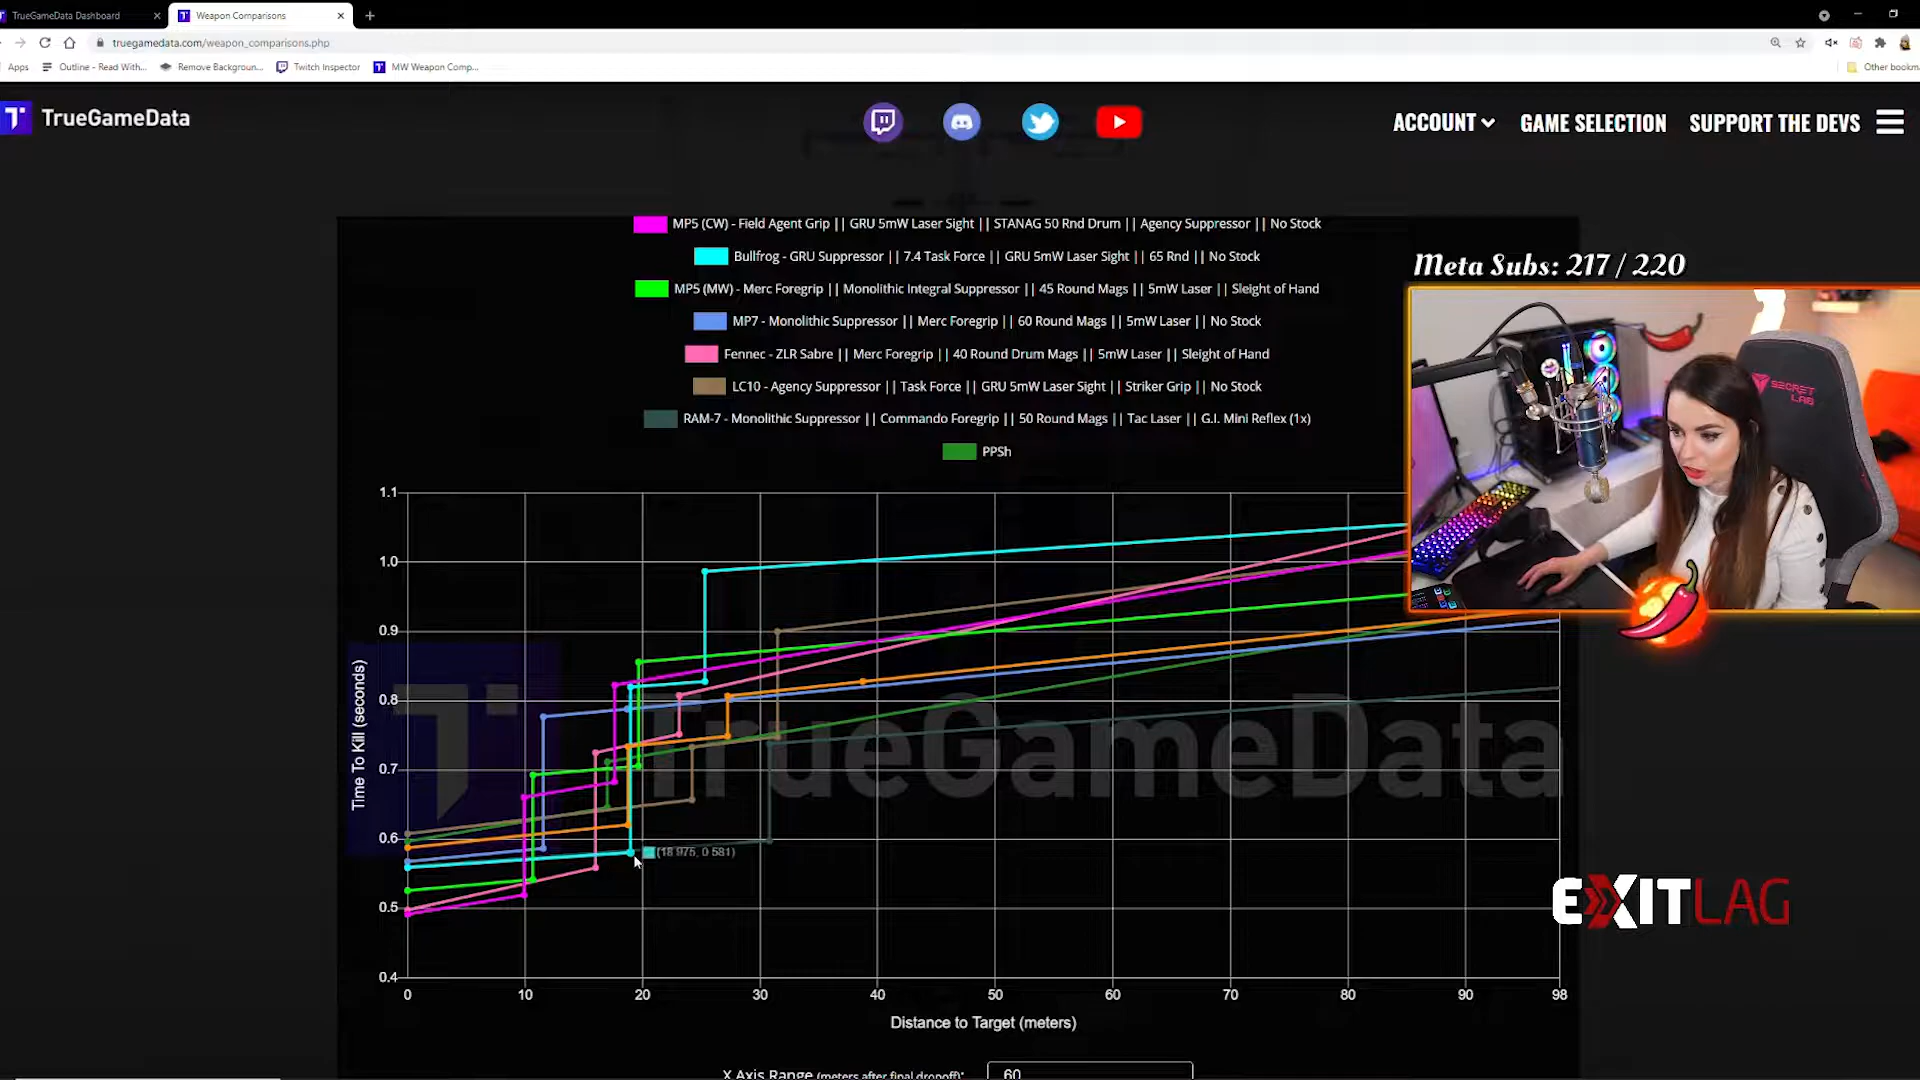 TrueGameData Dashboard
Weapon Comparisons
truegamedata.com/weapon_comparisons.php
Apps
Outline - Read With...
Remove Backgroun...
Twitch Inspector
MW Weapon Comp...
Other bookm
TrueGameData
ACCOUNT
GAME SELECTION
SUPPORT THE DEVS
MP5 (CW) - Field Agent Grip || GRU 5mW Laser Sight || STANAG 50 Rnd Drum || Agency Suppressor || No Stock
Bullfrog - GRU Suppressor || 7.4 Task Force || GRU 5mW Laser Sight || 65 Rnd || No Stock
MP5 (MW) - Merc Foregrip || Monolithic Integral Suppressor || 45 Round Mags || 5mW Laser || Sleight of Hand
MP7 - Monolithic Suppressor || Merc Foregrip || 60 Round Mags || 5mW Laser || No Stock
Fennec - ZLR Sabre || Merc Foregrip || 40 Round Drum Mags || 5mW Laser || Sleight of Hand
LC10 - Agency Suppressor || Task Force || GRU 5mW Laser Sight || Striker Grip || No Stock
RAM-7 - Monolithic Suppressor || Commando Foregrip || 50 Round Mags || Tac Laser || G.I. Mini Reflex (1x)
PPSh
Meta Subs: 217 / 220
SECRET LAB
1.1
1.0
0.9
0.8
0.7
0.6
0.5
0.4
Time To Kill (seconds)
TrueGameData
(18.975, 0.581)
0 10 20 30 40 50 60 70 80 90 98
Distance to Target (meters)
EXITLAG
X Axis Range (meters after final dropoff):
60